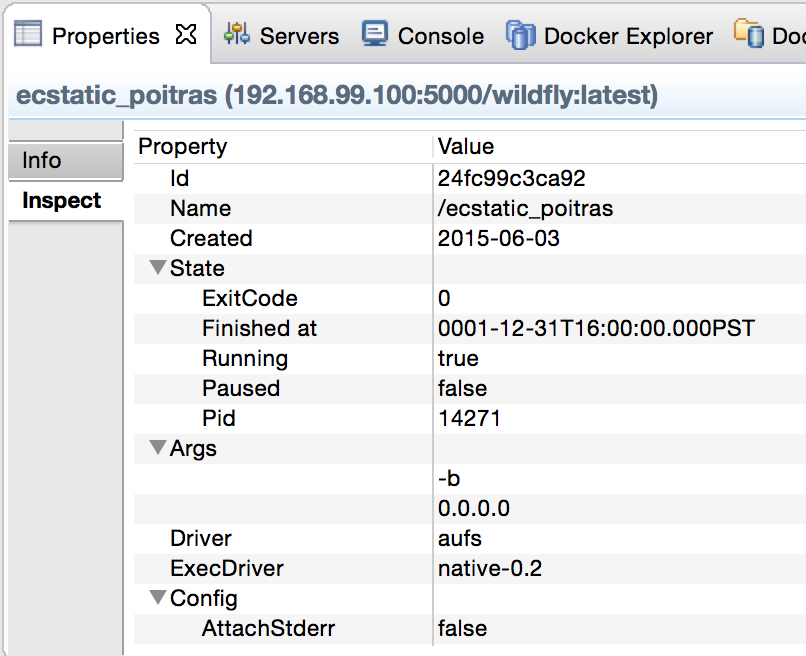 Properties Servers Console Docker Explorer Doc
ecstatic_poitras (192.168.99.100:5000/wildfly:latest)
Info
Inspect
Property Value
Id 24fc99c3ca92
Name /ecstatic_poitras
Created 2015-06-03
State
ExitCode 0
Finished at 0001-12-31T16:00:00.000PST
Running true
Paused false
Pid 14271
Args
-b
0.0.0.0
Driver aufs
ExecDriver native-0.2
Config
AttachStderr false